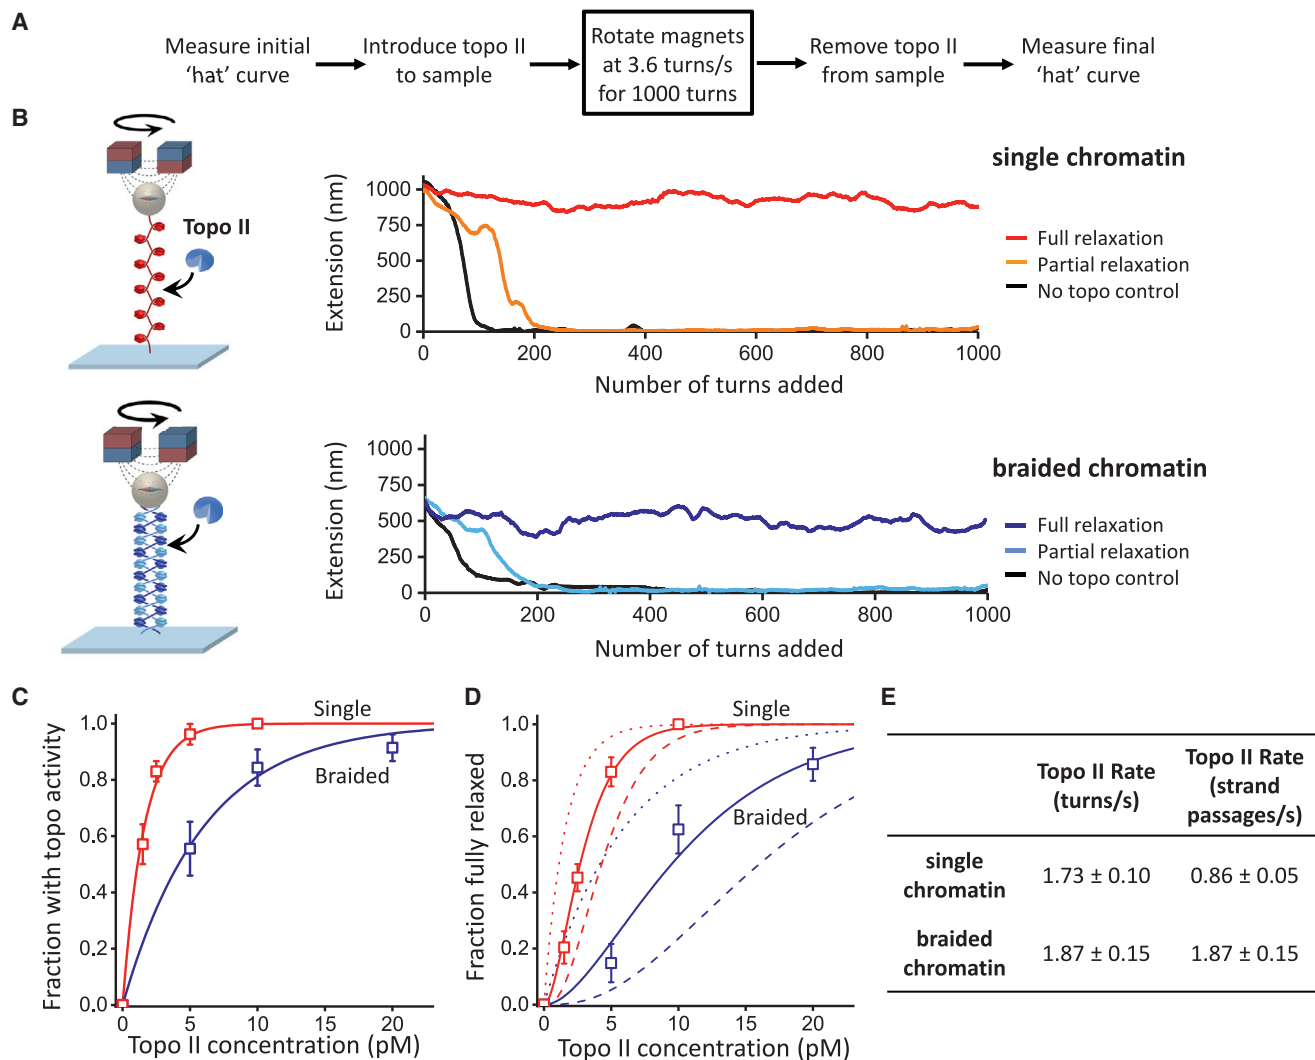 A
Measure initial
'hat' curve
Introduce topo II
to sample
Rotate magnets
at 3.6 turns/s
for 1000 turns
Remove topo II
from sample
Measure final
'hat' curve
B
Topo II
single chromatin
Extension (nm)
1000
750
500
250
0
0
200
400
600
800
1000
Number of turns added
Full relaxation
Partial relaxation
No topo control
braided chromatin
Extension (nm)
1000
750
500
250
0
0
200
400
600
800
1000
Number of turns added
Full relaxation
Partial relaxation
No topo control
C
Fraction with topo activity
1.0
0.8
0.6
0.4
0.2
0.0
0
5
10
15
20
Topo II concentration (pM)
Single
Braided
D
Fraction fully relaxed
1.0
0.8
0.6
0.4
0.2
0.0
0
5
10
15
20
Topo II concentration (pM)
Single
Braided
E
Topo II Rate
(turns/s)
Topo II Rate
(strand
passages/s)
single
chromatin
1.73 ± 0.10
0.86 ± 0.05
braided
chromatin
1.87 ± 0.15
1.87 ± 0.15